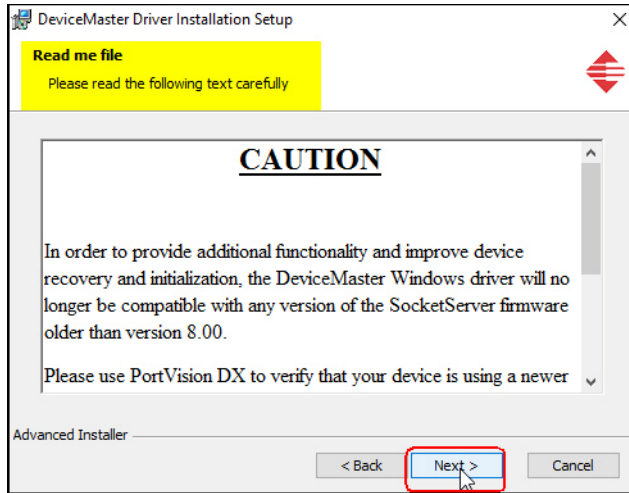 DeviceMaster Driver Installation Setup
Read me file
Please read the following text carefully
CAUTION
In order to provide additional functionality and improve device
recovery and initialization, the DeviceMaster Windows driver will no
longer be compatible with any version of the SocketServer firmware
older than version 8.00.
Please use PortVision DX to verify that your device is using a newer
Advanced Installer
< Back Next > Cancel